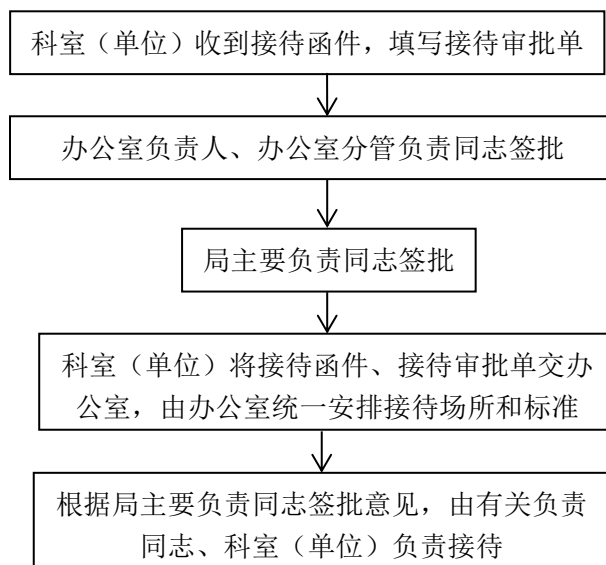 科室（单位）收到接待函件，填写接待审批单
办公室负责人、办公室分管负责同志签批
局主要负责同志签批
科室（单位）将接待函件、接待审批单交办
公室，由办公室统一安排接待场所和标准
根据局主要负责同志签批意见，由有关负责
同志、科室（单位）负责接待